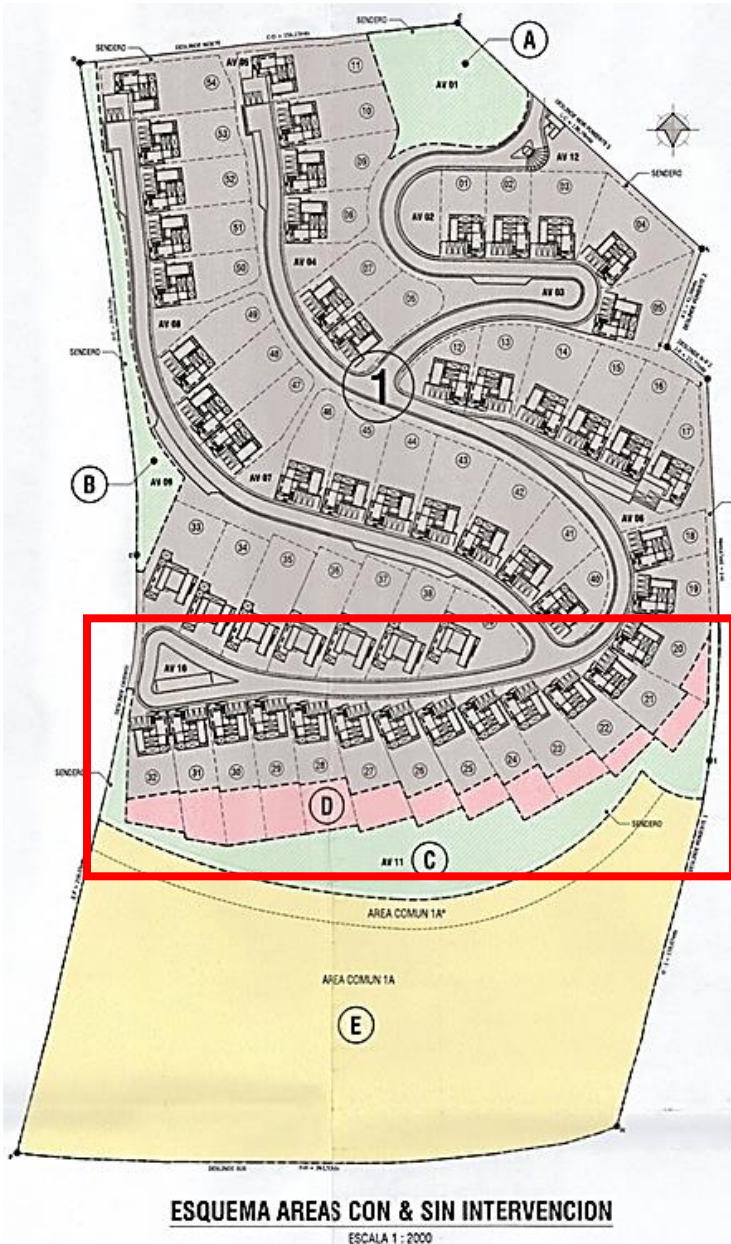 SENDERO
DESLINDE NORTE
A
AV 05
AV 01
54
11
53
10
52
09
51
08
50
AV 12
SENDERO
01
02
03
04
AV 02
05
AV 04
07
06
AV 03
AV 08
49
48
47
SENDERO
12
13
14
15
16
17
1
46
45
44
43
42
41
40
B
AV 09
AV 07
AV 06
18
19
33
34
35
36
37
38
20
21
22
23
24
25
26
27
28
29
30
31
32
AV 10
SENDERO
D
SENDERO
AV 11
C
AREA COMUN 1A*
AREA COMUN 1A
E
DESLINDE SUR
ESQUEMA AREAS CON & SIN INTERVENCION
ESCALA 1 : 2000